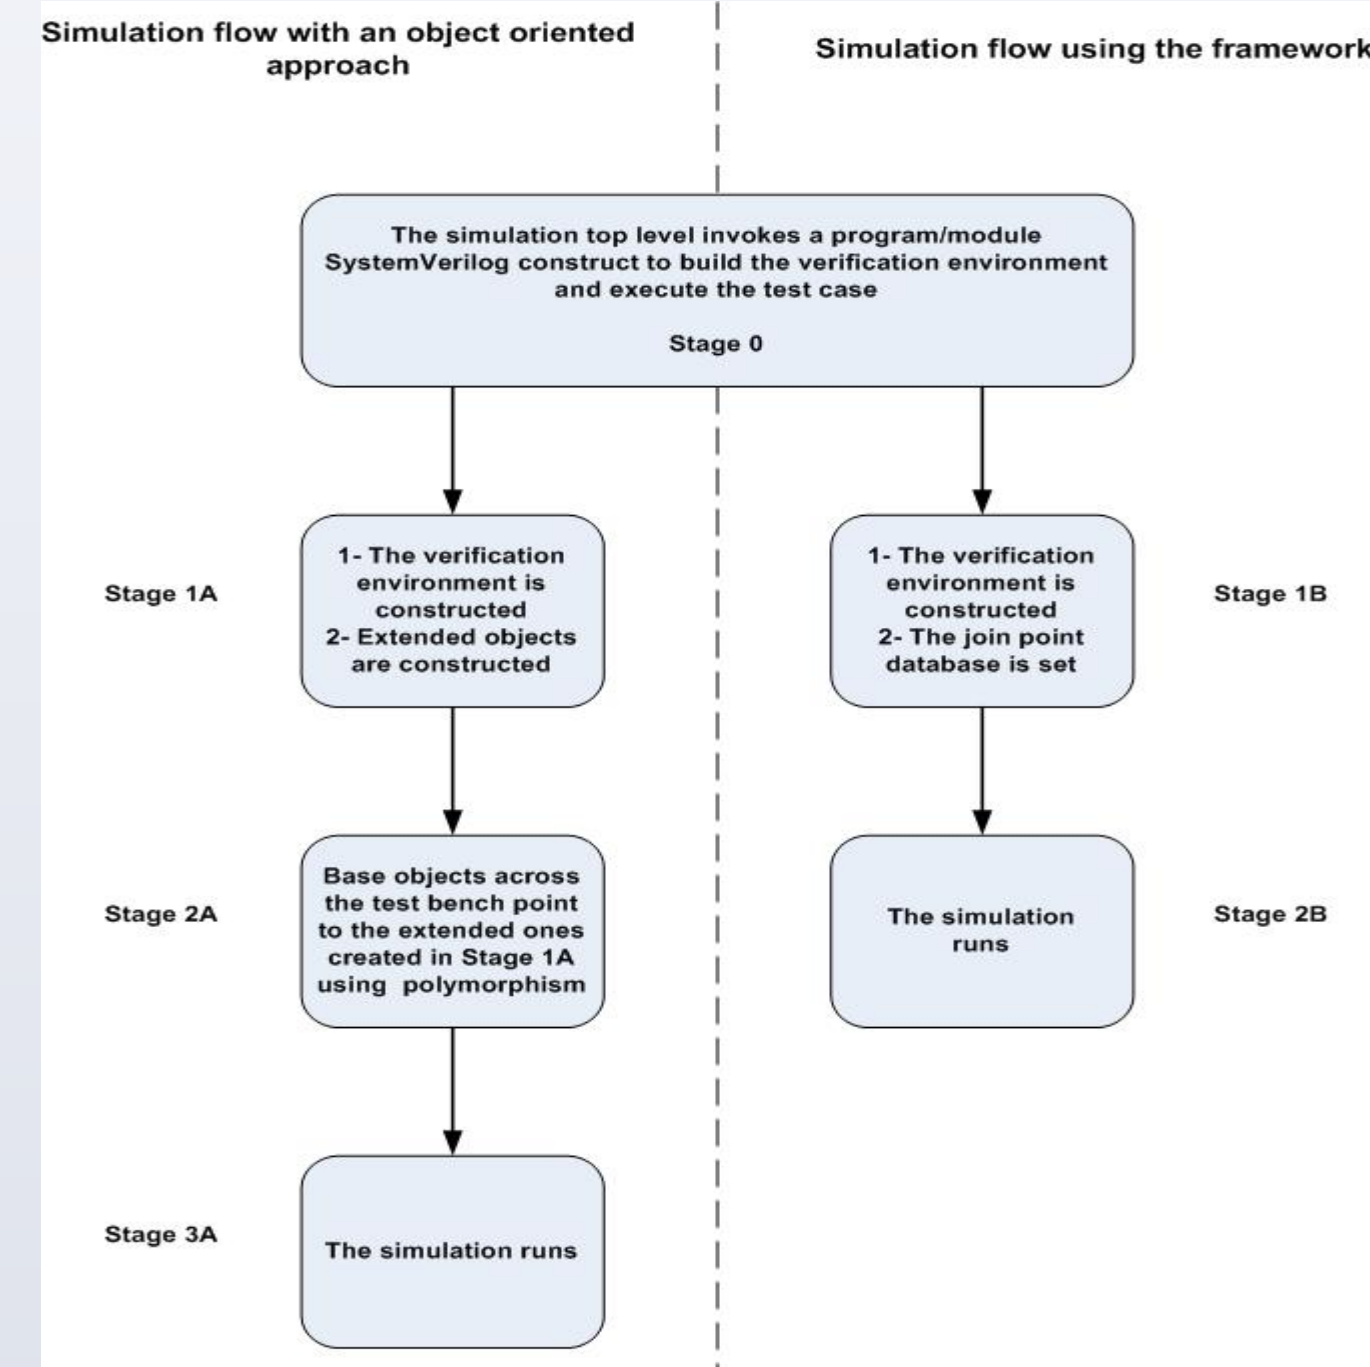 Simulation flow with an object oriented
approach
Simulation flow using the framework
The simulation top level invokes a program/module
SystemVerilog construct to build the verification environment
and execute the test case
Stage 0
Stage 1A
1- The verification
environment is
constructed
2- Extended objects
are constructed
1- The verification
environment is
constructed
2- The join point
database is set
Stage 1B
Stage 2A
Base objects across
the test bench point
to the extended ones
created in Stage 1A
using polymorphism
The simulation
runs
Stage 2B
Stage 3A
The simulation runs